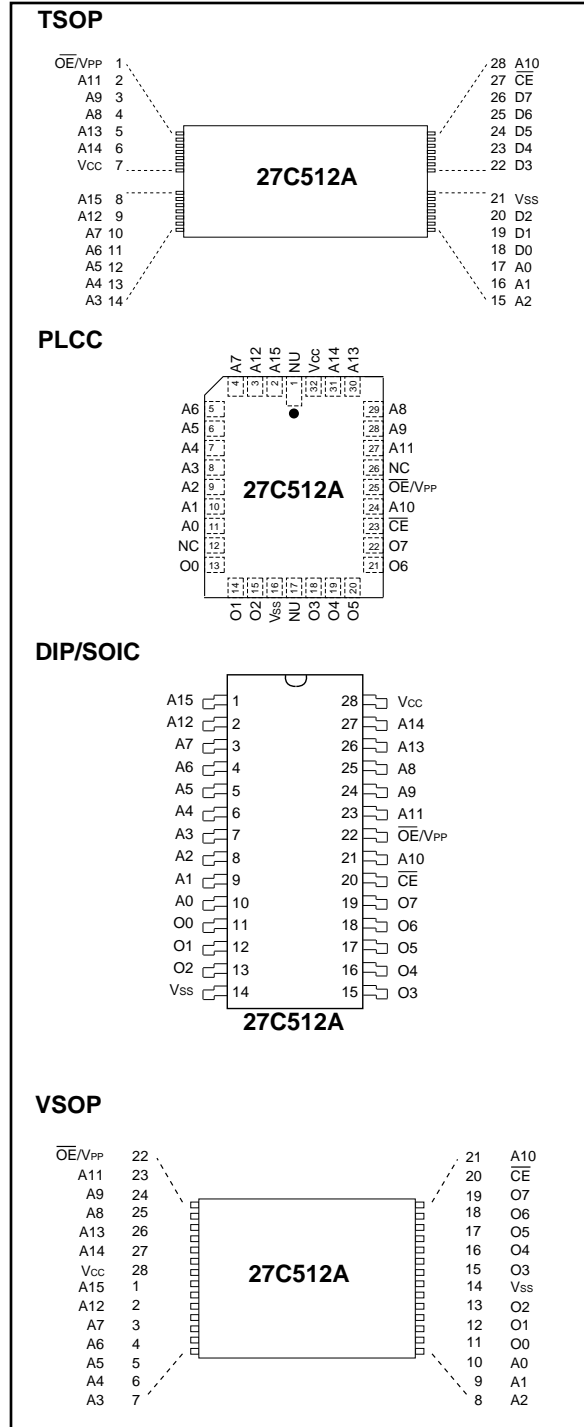 TSOP
OE/VPP 1 28 A10
A11 2 27 CE
A9 3 26 D7
A8 4 25 D6
A13 5 24 D5
A14 6 23 D4
VCC 7 22 D3
27C512A
A15 8 21 VSS
A12 9 20 D2
A7 10 19 D1
A6 11 18 D0
A5 12 17 A0
A4 13 16 A1
A3 14 15 A2
PLCC
A7 A12 A15 NU Vcc A14 A13
4 3 2 1 32 31 30
A6 5 29 A8
A5 6 28 A9
A4 7 27 A11
A3 8 26 NC
A2 9 27C512A 25 OE/VPP
A1 10 24 A10
A0 11 23 CE
NC 12 22 O7
O0 13 21 O6
14 15 16 17 18 19 20
O1 O2 VSS NU O3 O4 O5
DIP/SOIC
A15 1 28 VCC
A12 2 27 A14
A7 3 26 A13
A6 4 25 A8
A5 5 24 A9
A4 6 23 A11
A3 7 22 OE/VPP
A2 8 21 A10
A1 9 20 CE
A0 10 19 O7
O0 11 18 O6
O1 12 17 O5
O2 13 16 O4
VSS 14 15 O3
27C512A
VSOP
OE/VPP 22 21 A10
A11 23 20 CE
A9 24 19 O7
A8 25 18 O6
A13 26 17 O5
A14 27 16 O4
VCC 28 15 O3
27C512A
A15 1 14 VSS
A12 2 13 O2
A7 3 12 O1
A6 4 11 O0
A5 5 10 A0
A4 6 9 A1
A3 7 8 A2